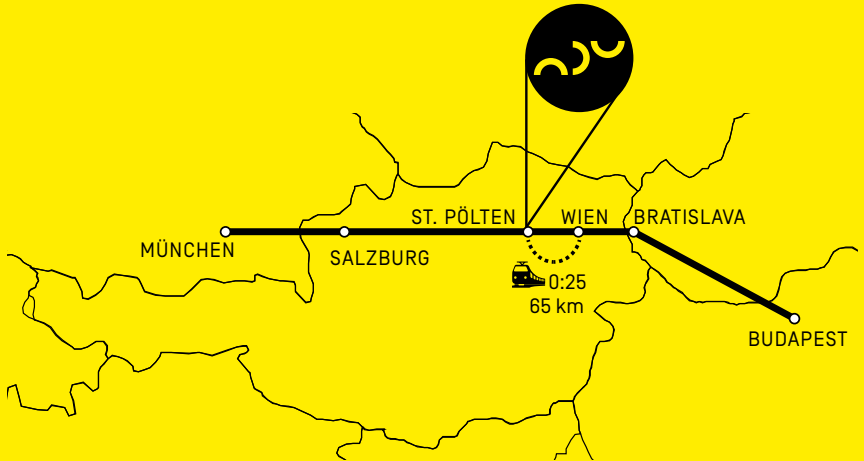 ST. PÖLTEN
WIEN
BRATISLAVA
MÜNCHEN
SALZBURG
0:25
65 km
BUDAPEST